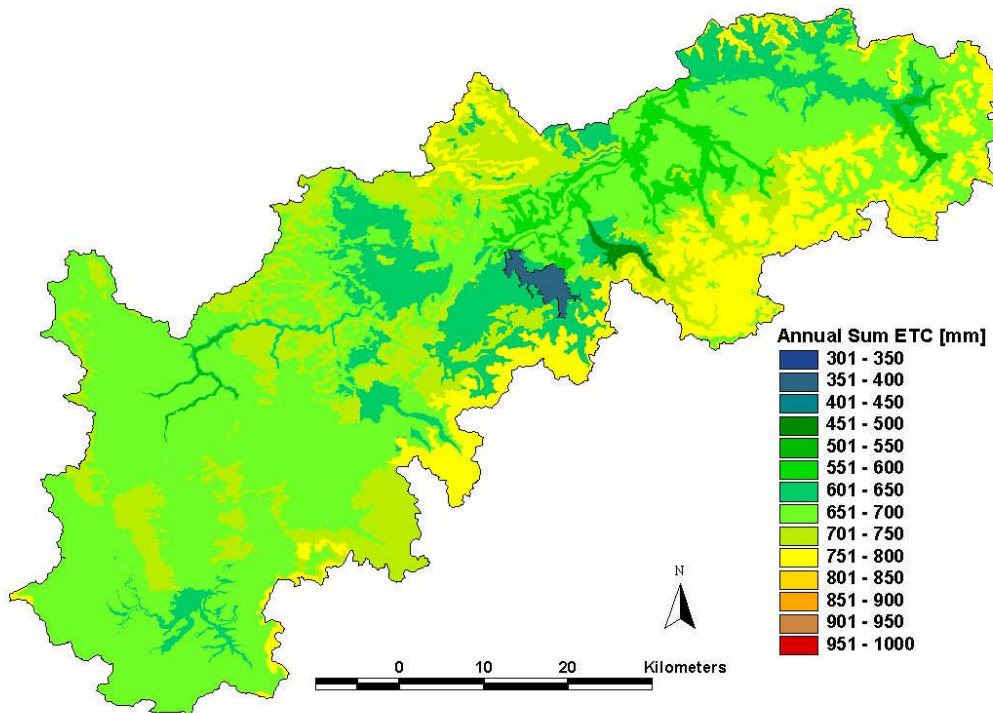 Annual Sum ETC [mm]
301 - 350
351 - 400
401 - 450
451 - 500
501 - 550
551 - 600
601 - 650
651 - 700
701 - 750
751 - 800
801 - 850
851 - 900
901 - 950
951 - 1000
N
0 10 20 Kilometers